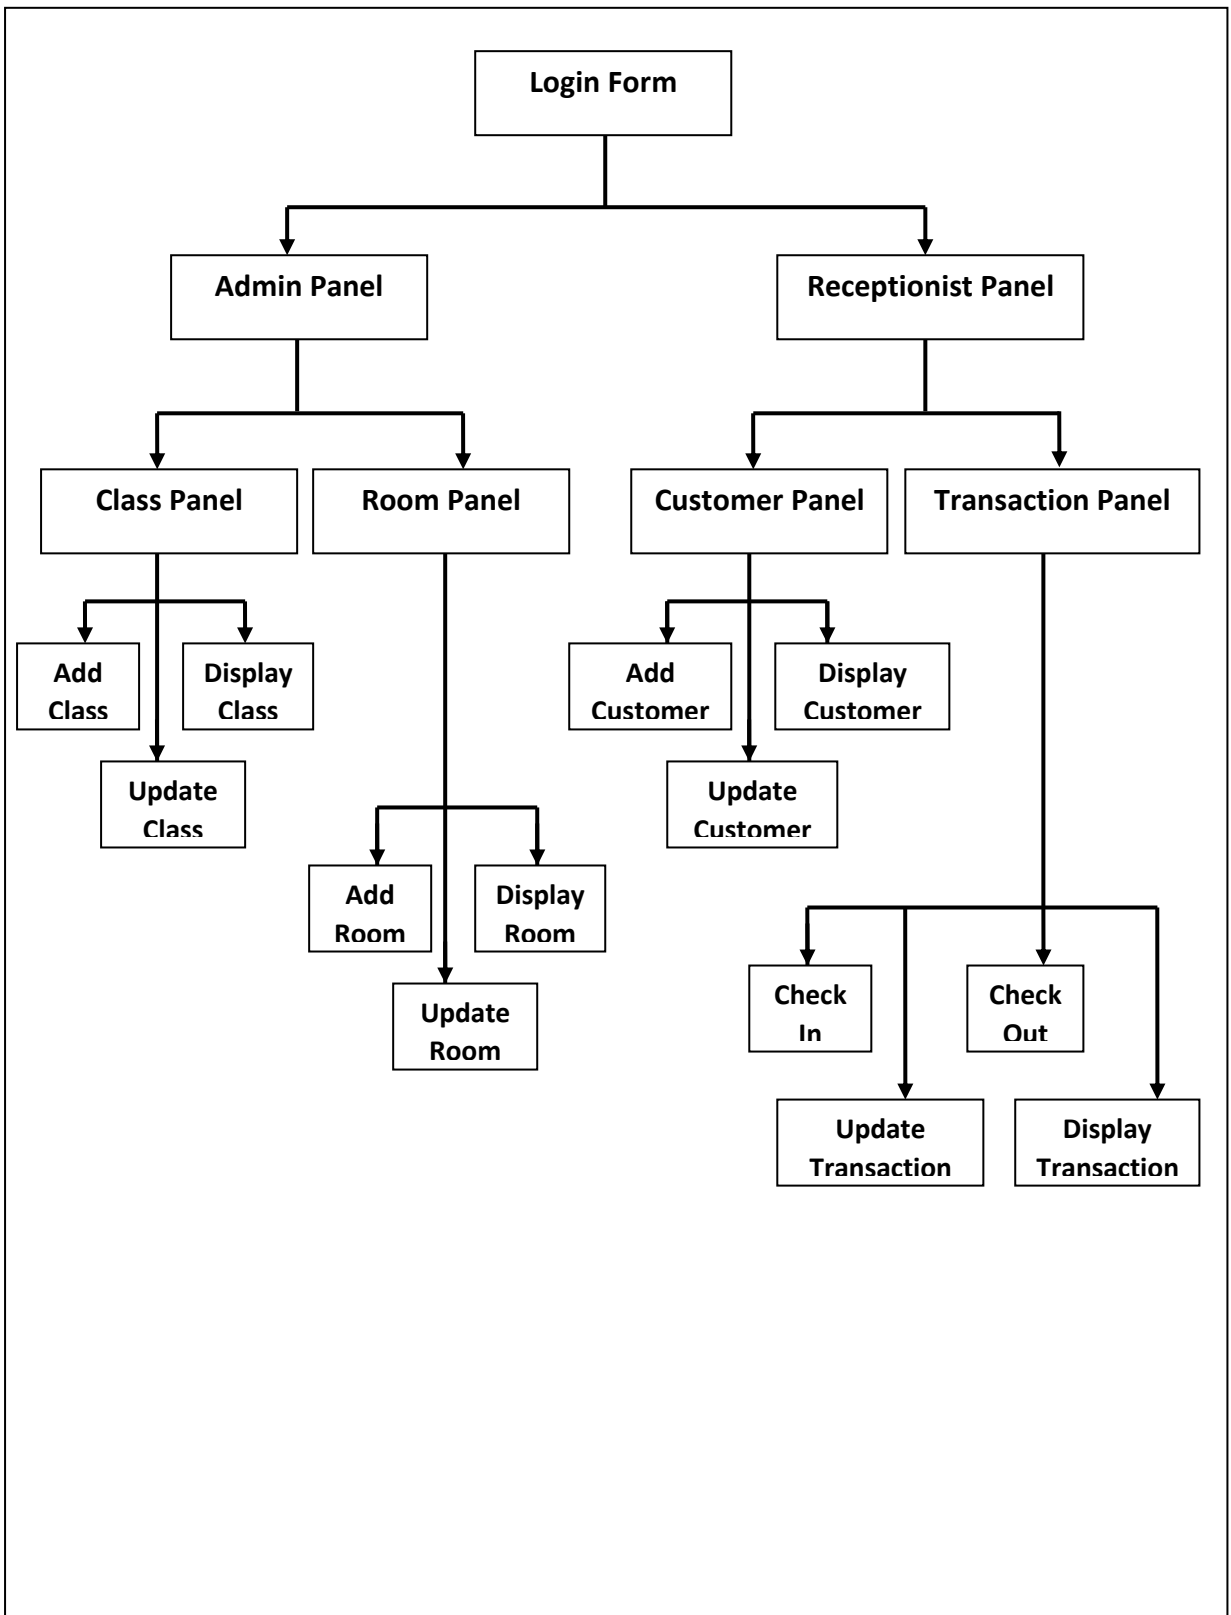 Login Form
Admin Panel
Receptionist Panel
Class Panel
Room Panel
Customer Panel
Transaction Panel
Add
Class
Display
Class
Update
Class
Add
Room
Display
Room
Update
Room
Add
Customer
Display
Customer
Update
Customer
Check
In
Check
Out
Update
Transaction
Display
Transaction